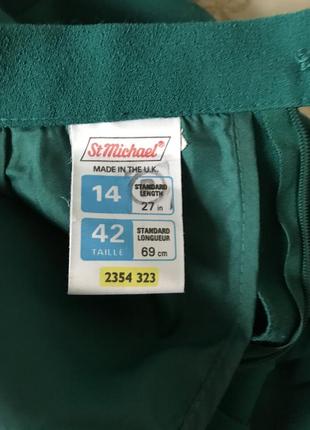 St Michael®
MADE IN THE U.K.
14 STANDARD LENGTH 27 in
42 TAILLE STANDARD LONGUEUR 69 cm
2354 323